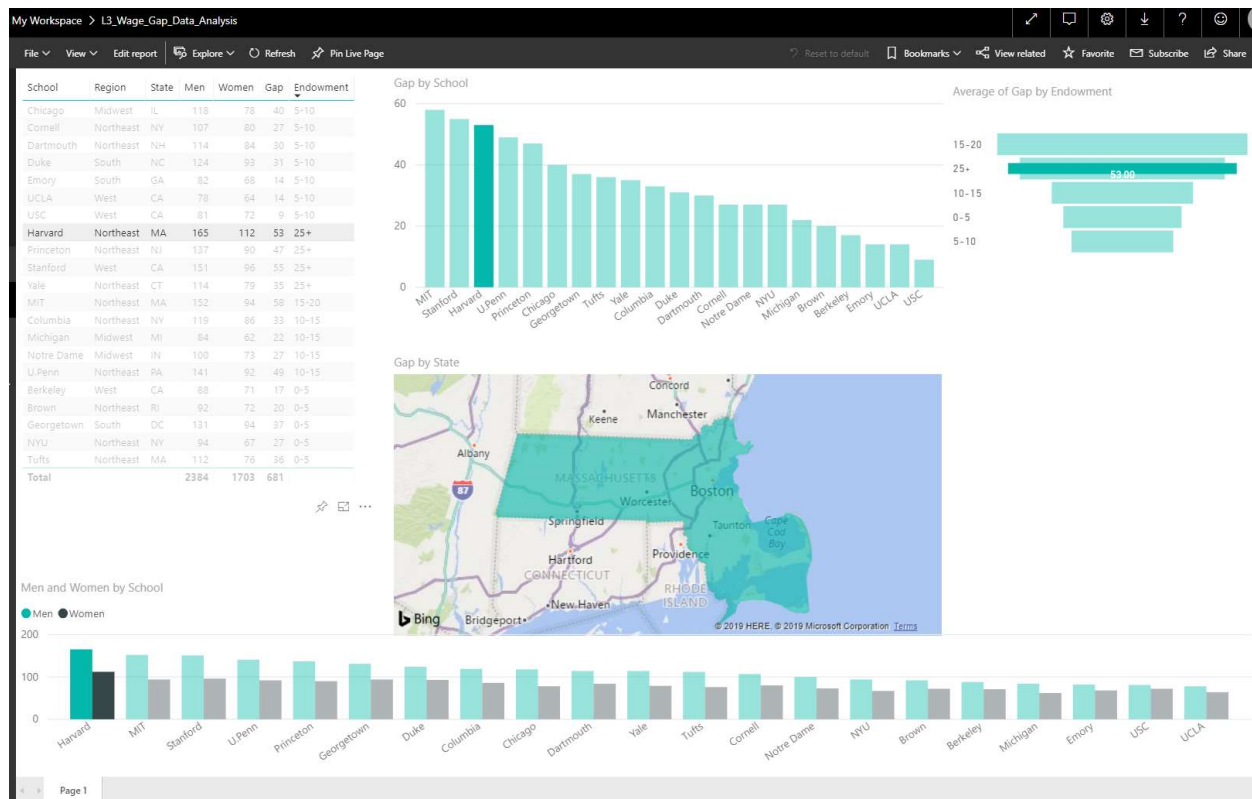 My Workspace > L3_Wage_Gap_Data_Analysis
File View Edit report Explore Refresh Pin Live Page Reset to default Bookmarks View related Favorite Subscribe Share
School Region State Men Women Gap Endowment
Chicago Midwest IL 118 78 40 5-10
Cornell Northeast NY 107 80 27 5-10
Dartmouth Northeast NH 114 84 30 5-10
Duke South NC 124 93 31 5-10
Emory South GA 82 68 14 5-10
UCLA West CA 78 64 14 5-10
USC West CA 81 72 9 5-10
Harvard Northeast MA 165 112 53 25+
Princeton Northeast NJ 137 90 47 25+
Stanford West CA 151 96 55 25+
Yale Northeast CT 114 79 35 25+
MIT Northeast MA 152 94 58 15-20
Columbia Northeast NY 119 86 33 10-15
Michigan Midwest MI 84 62 22 10-15
Notre Dame Midwest IN 100 73 27 10-15
U.Penn Northeast PA 141 92 49 10-15
Berkeley West CA 88 71 17 0-5
Brown Northeast RI 92 72 20 0-5
Georgetown South DC 131 94 37 0-5
NYU Northeast NY 94 67 27 0-5
Tufts Northeast MA 112 76 36 0-5
Total 2384 1703 681
Gap by School
60
40
20
0
MIT Stanford Harvard U.Penn Princeton Chicago Georgetown Tufts Yale Columbia Duke Dartmouth Cornell Notre Dame NYU Michigan Brown Berkeley Emory UCLA USC
Average of Gap by Endowment
15-20
25+
53.00
10-15
0-5
5-10
Gap by State
Concord
Keene
Manchester
Albany
87
MASSACHUSETTS
Worcester
Boston
Springfield
Taunton
Cape
Cod
Bay
Hartford
Providence
CONNECTICUT
RHODE
ISLAND
New Haven
Bing
Bridgeport
© 2019 HERE, © 2019 Microsoft Corporation Terms
Men and Women by School
Men Women
200
100
0
Harvard MIT Stanford U.Penn Princeton Georgetown Duke Columbia Chicago Dartmouth Yale Tufts Cornell Notre Dame NYU Brown Berkeley Michigan Emory USC UCLA
Page 1